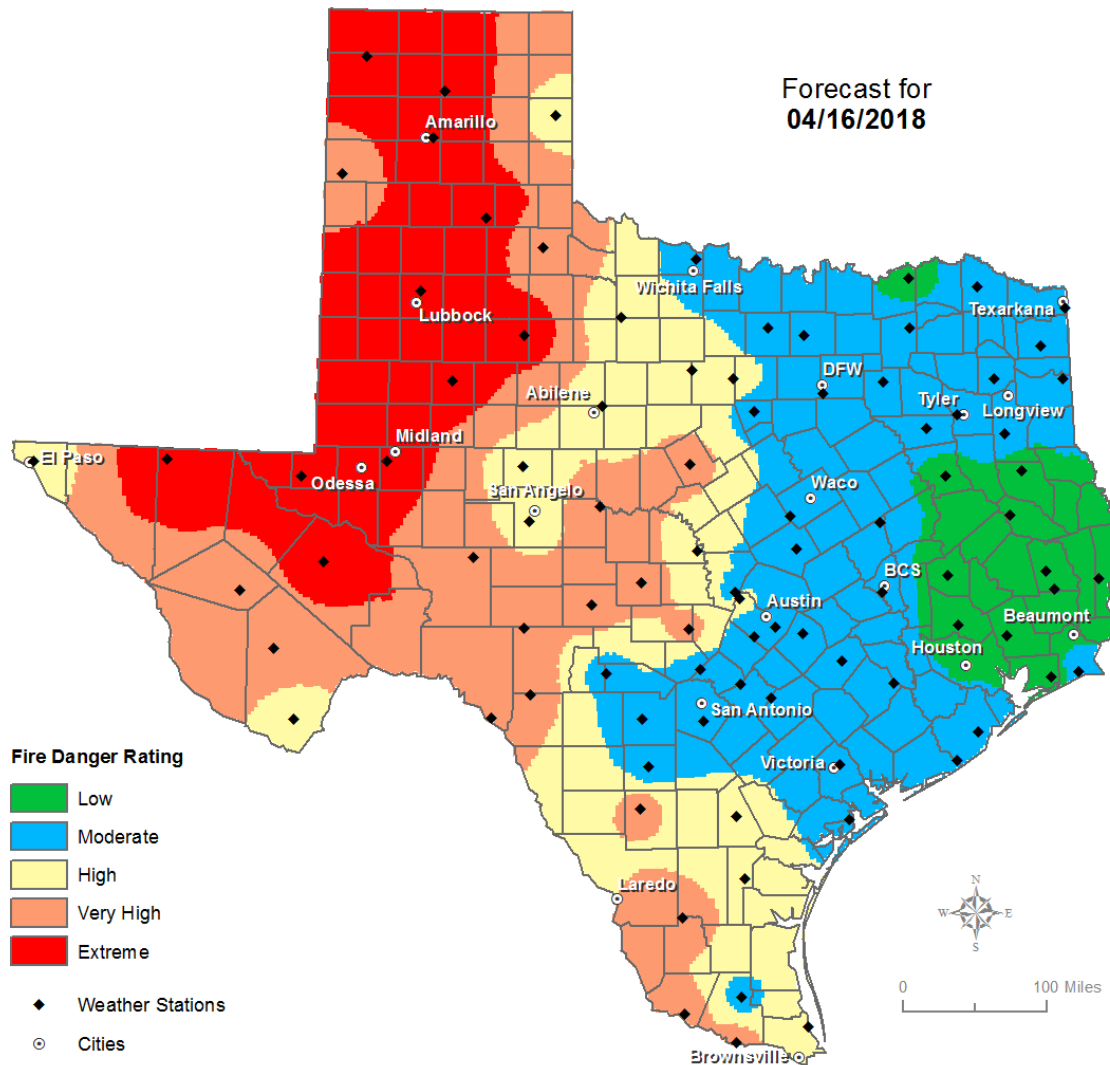 Forecast for
04/16/2018
Amarillo
Wichita Falls
Lubbock
Texarkana
DFW
Abilene
Tyler
Longview
Midland
El Paso
Odessa
San Angelo
Waco
BCS
Austin
Beaumont
Houston
San Antonio
Victoria
Laredo
Brownsville
Fire Danger Rating
Low
Moderate
High
Very High
Extreme
Weather Stations
Cities
N
W E
S
0 100 Miles